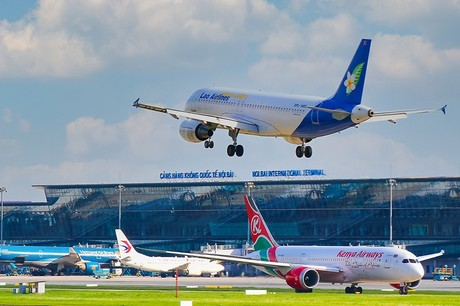 Lao Airlines
CẢNG HÀNG KHÔNG QUỐC TẾ NỘI BÀI
NOI BAI INTERNATIONAL TERMINAL
Kenya Airways